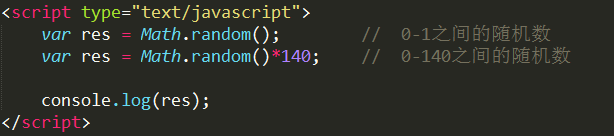 <script type="text/javascript">
var res = Math.random(); // 0-1之间的随机数
var res = Math.random()*140; // 0-140之间的随机数
console.log(res);
</script>